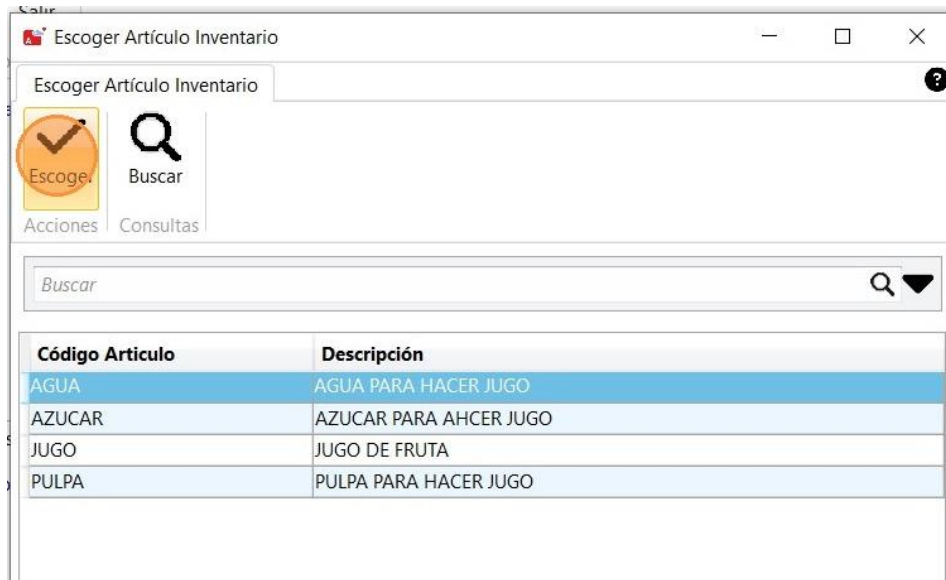 Salir
Escoger Artículo Inventario
Escoger Artículo Inventario
Escoger
Buscar
Acciones
Consultas
Buscar
Código Articulo Descripción
AGUA AGUA PARA HACER JUGO
AZUCAR AZUCAR PARA AHCER JUGO
JUGO JUGO DE FRUTA
PULPA PULPA PARA HACER JUGO